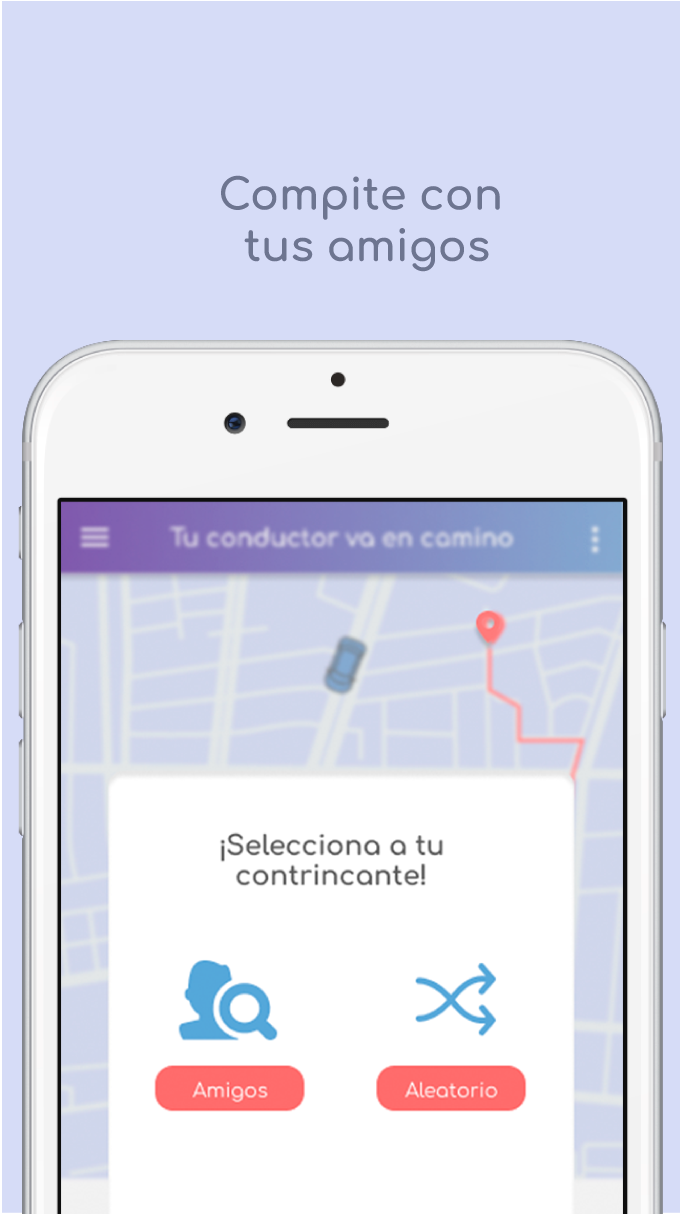 Compite con
tus amigos
Tu conductor va en camino
¡Selecciona a tu
contrincante!
Amigos
Aleatorio